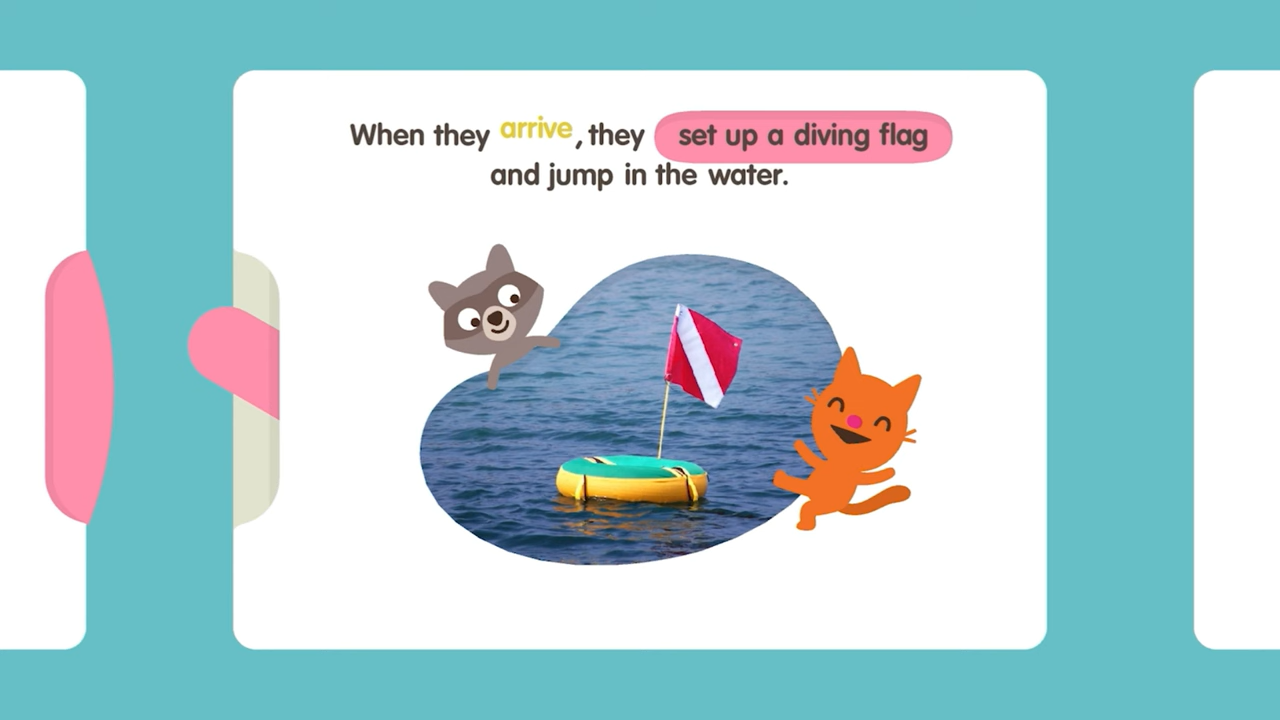 When they arrive, they set up a diving flag
and jump in the water.